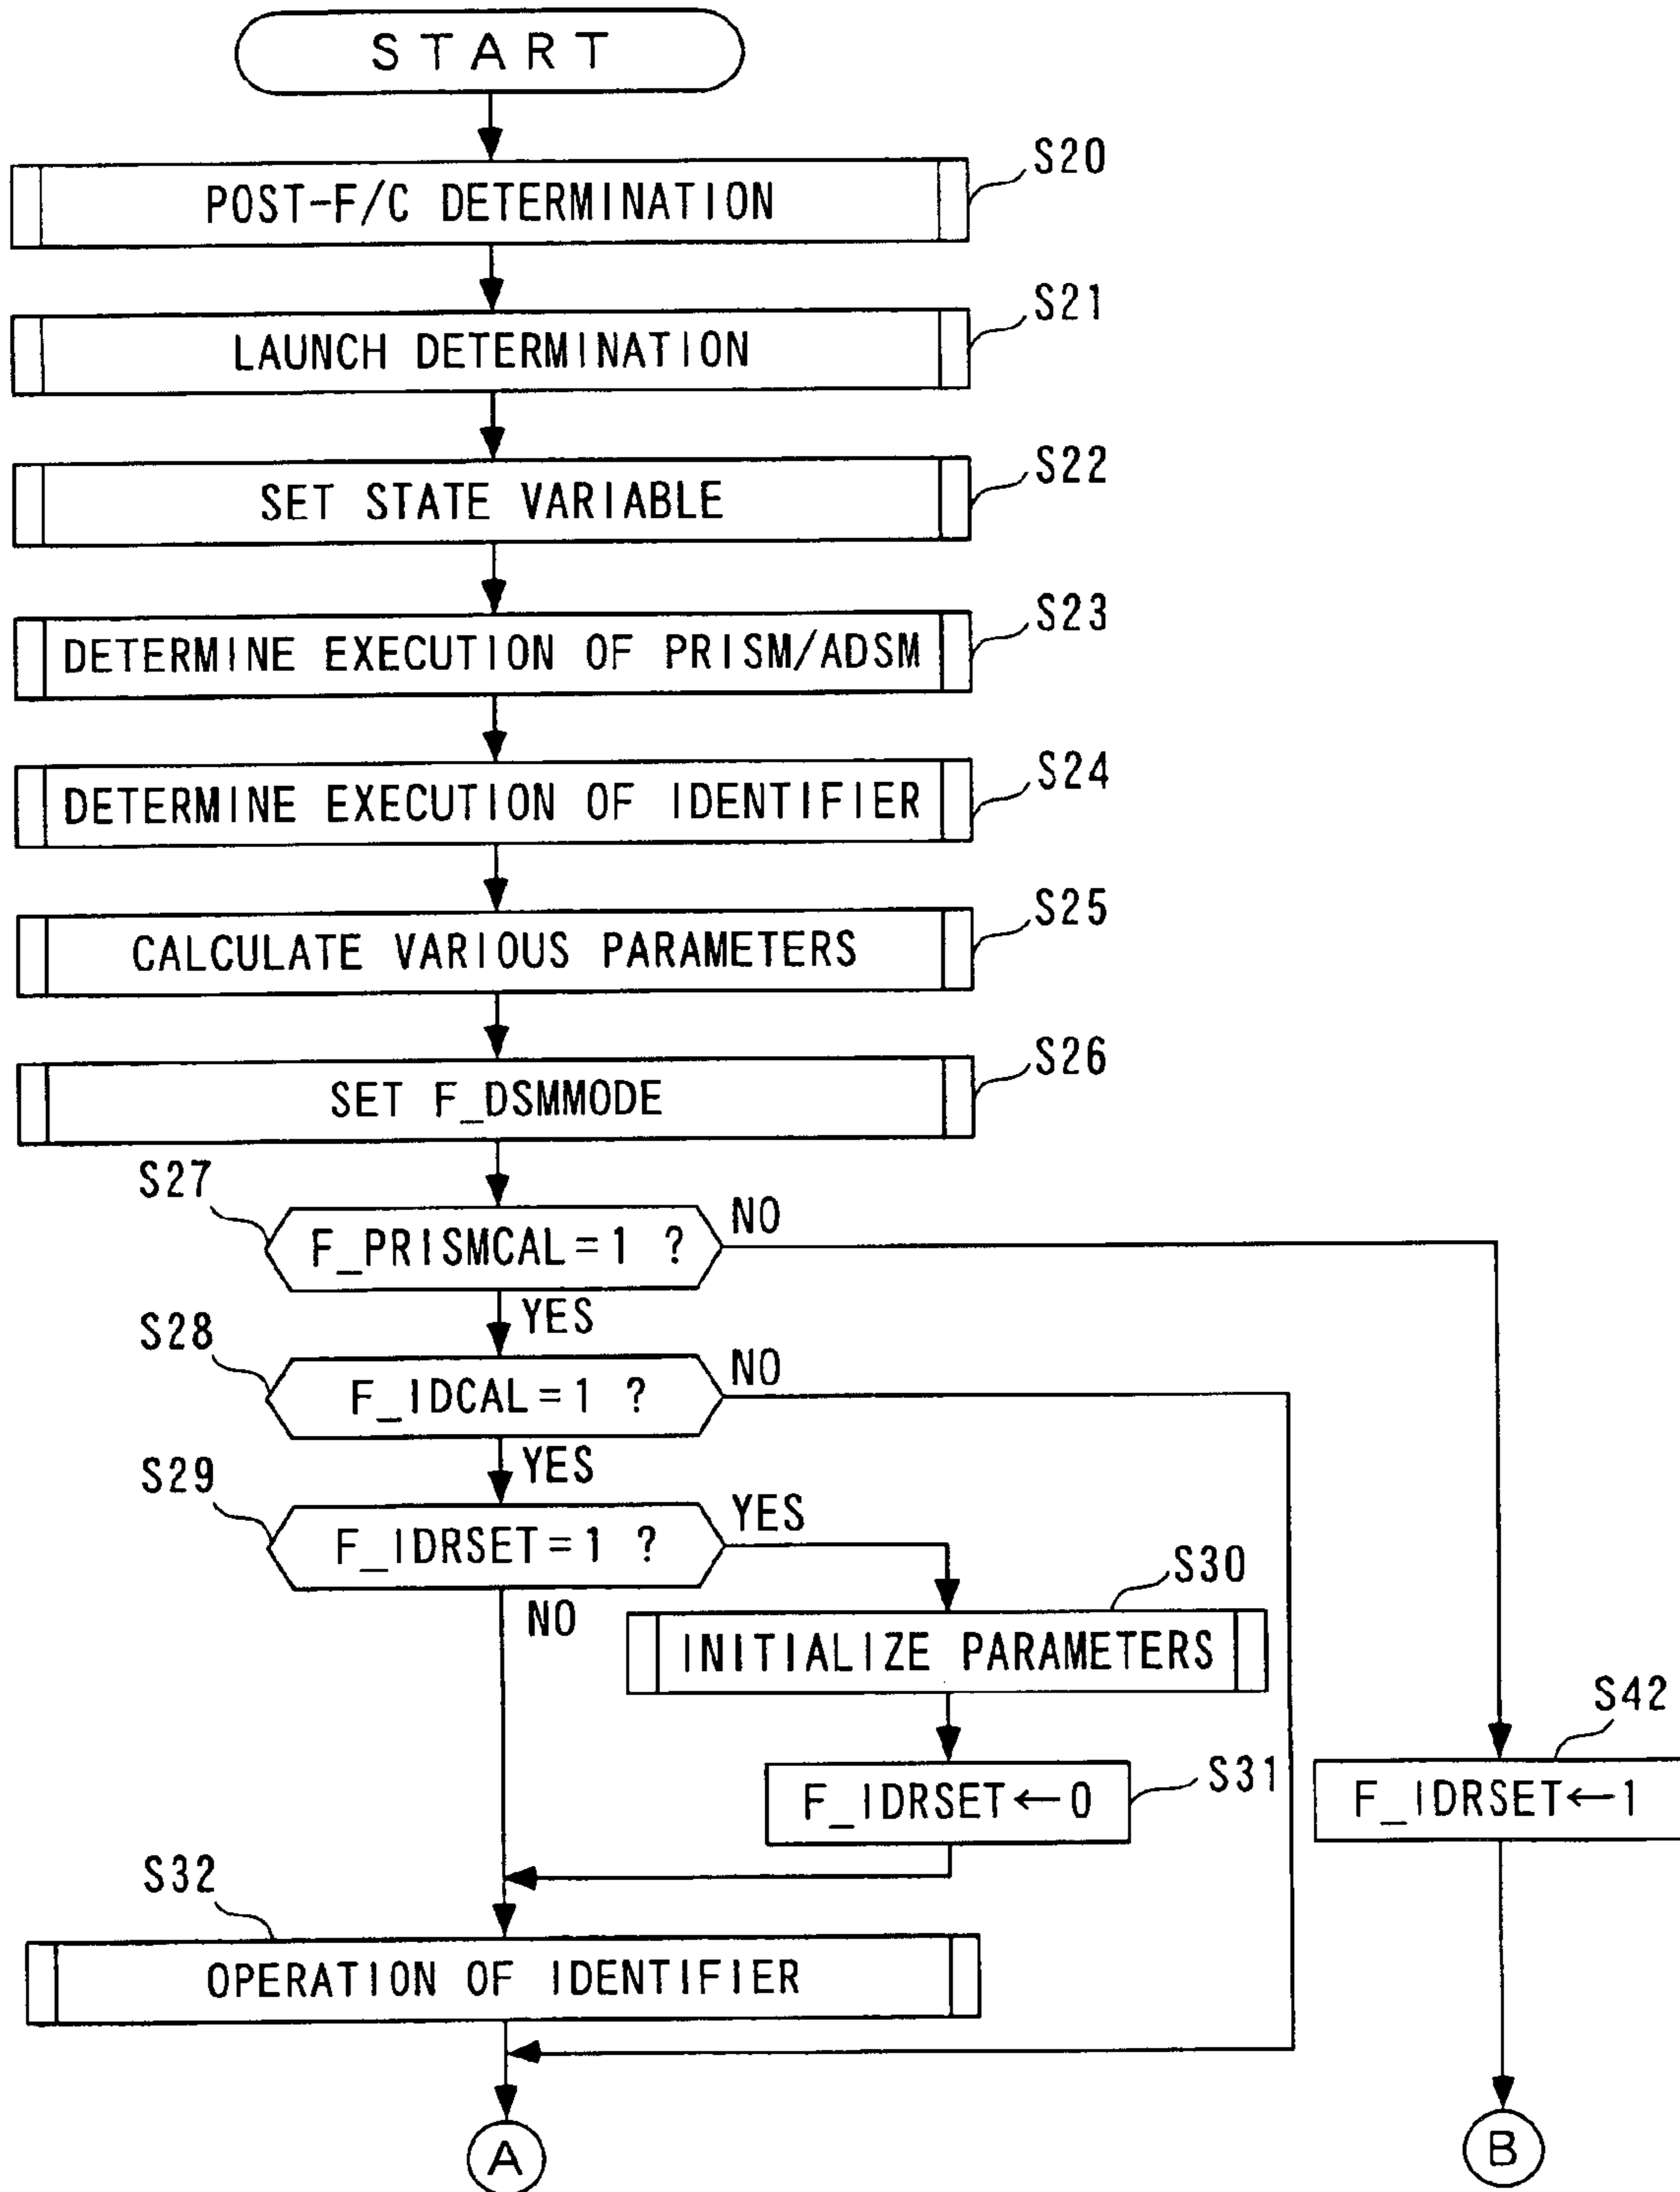 START
POST-F/C DETERMINATION
S20
LAUNCH DETERMINATION
S21
SET STATE VARIABLE
S22
DETERMINE EXECUTION OF PRISM/ADSM
S23
DETERMINE EXECUTION OF IDENTIFIER
S24
CALCULATE VARIOUS PARAMETERS
S25
SET F_DSMMODE
S26
S27
F_PRISMCAL=1 ?
NO
YES
S28
F_IDCAL=1 ?
NO
YES
S29
F_IDRSET=1 ?
YES
NO
S30
INITIALIZE PARAMETERS
S31
F_IDRSET←0
S42
F_IDRSET←1
S32
OPERATION OF IDENTIFIER
A
B